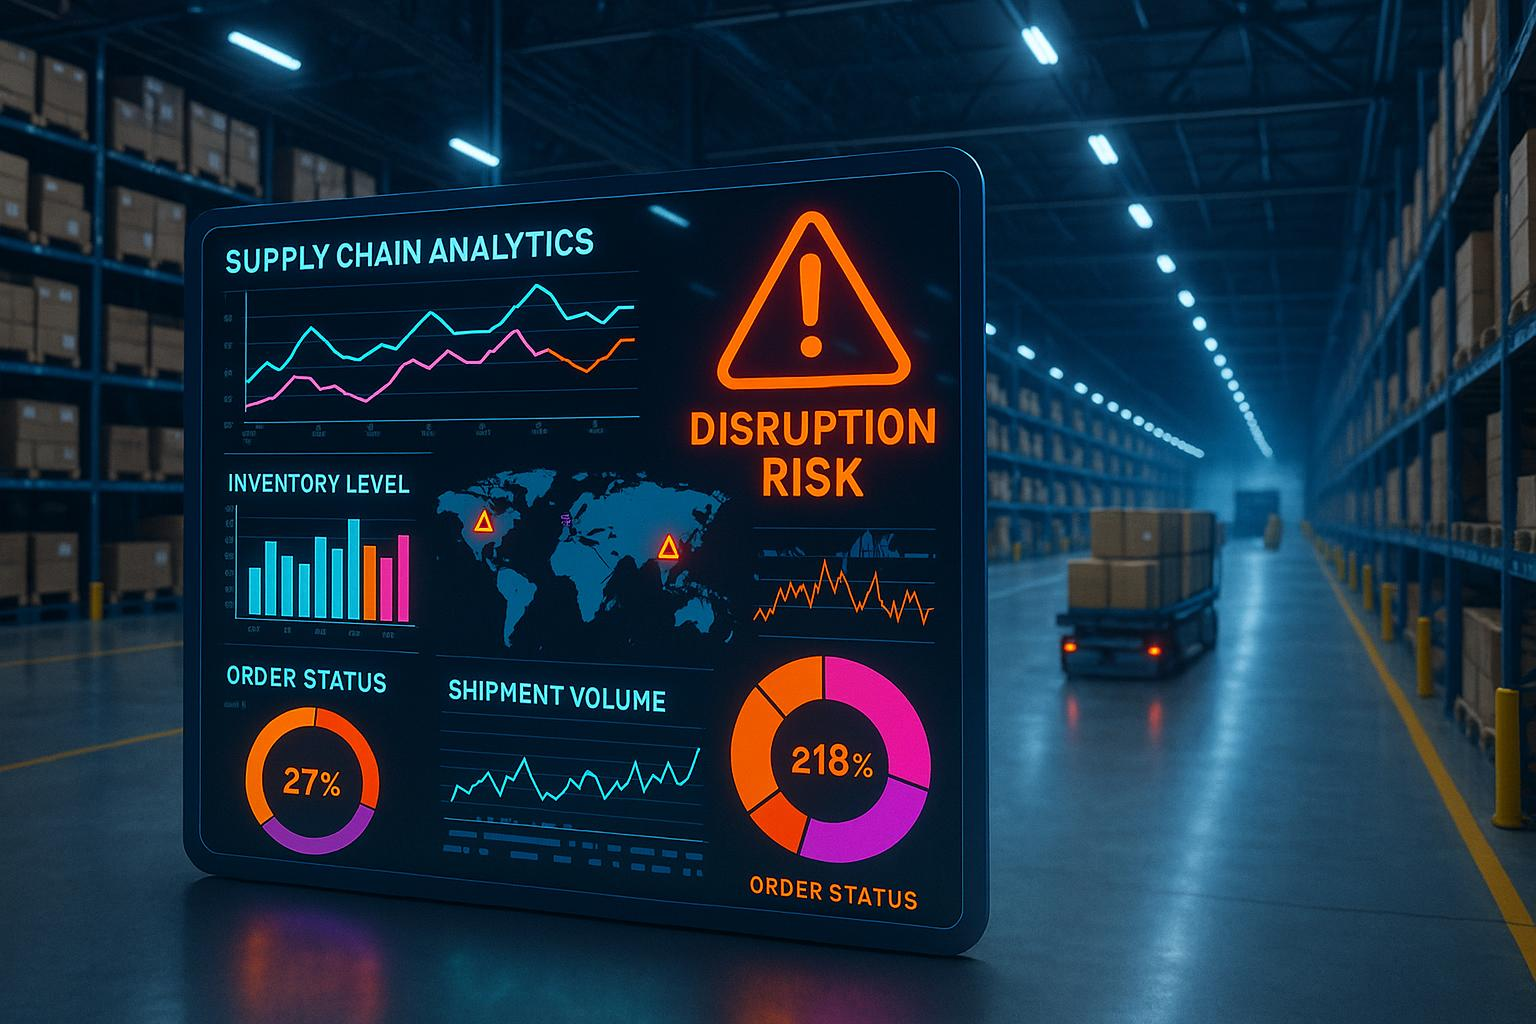 SUPPLY CHAIN ANALYTICS
DISRUPTION
RISK
INVENTORY LEVEL
ORDER STATUS
27%
SHIPMENT VOLUME
218%
ORDER STATUS